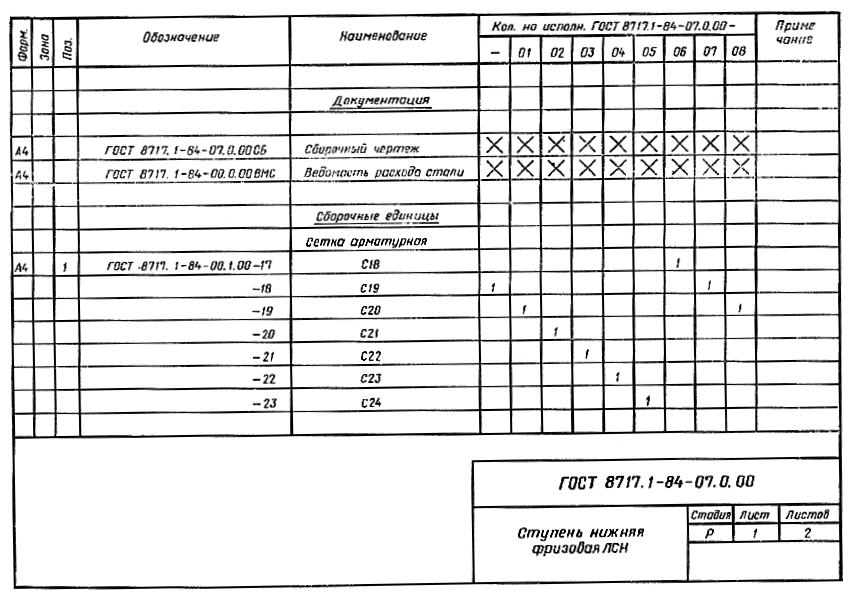 Форм. Зона Поз. Обозначение Наименование Кол. на исполн. ГОСТ 8717.1-84-07.0.00- Приме
чание
— 01 02 03 04 05 06 07 08
Документация
А4 ГОСТ 8717.1-84-07.0.00СБ Сборочный чертеж X X X X X X X X X
А4 ГОСТ 8717.1-84-00.0.00ВМС Ведомасть расхода стали X X X X X X X X X
Сборочные единицы
Сетка арматурная
А4 1 ГОСТ 8717.1-84-00.1.00-17 С18 1
-18 С19 1 1
-19 С20 1 1
-20 С21 1
-21 С22 1
-22 С23 1
-23 С24 1
ГОСТ 8717.1-84-07.0.00
Ступень нижняя
фризовая ЛСН
Стадия Лист Листов
Р 1 2